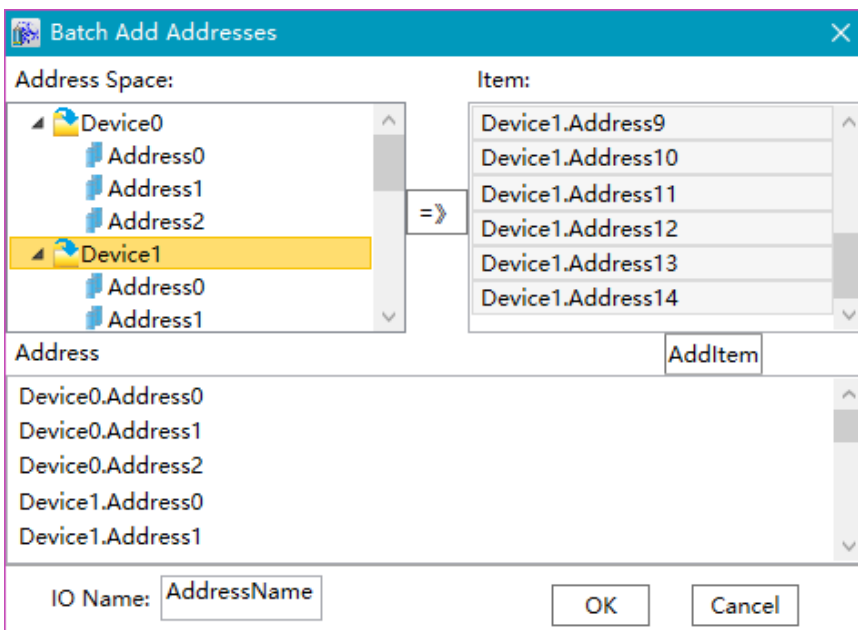 Batch Add Addresses
Address Space:
Item:
Device0
Address0
Address1
Address2
Device1
Address0
Address1
=》
Device1.Address9
Device1.Address10
Device1.Address11
Device1.Address12
Device1.Address13
Device1.Address14
Address
AddItem
Device0.Address0
Device0.Address1
Device0.Address2
Device1.Address0
Device1.Address1
IO Name:
AddressName
OK
Cancel